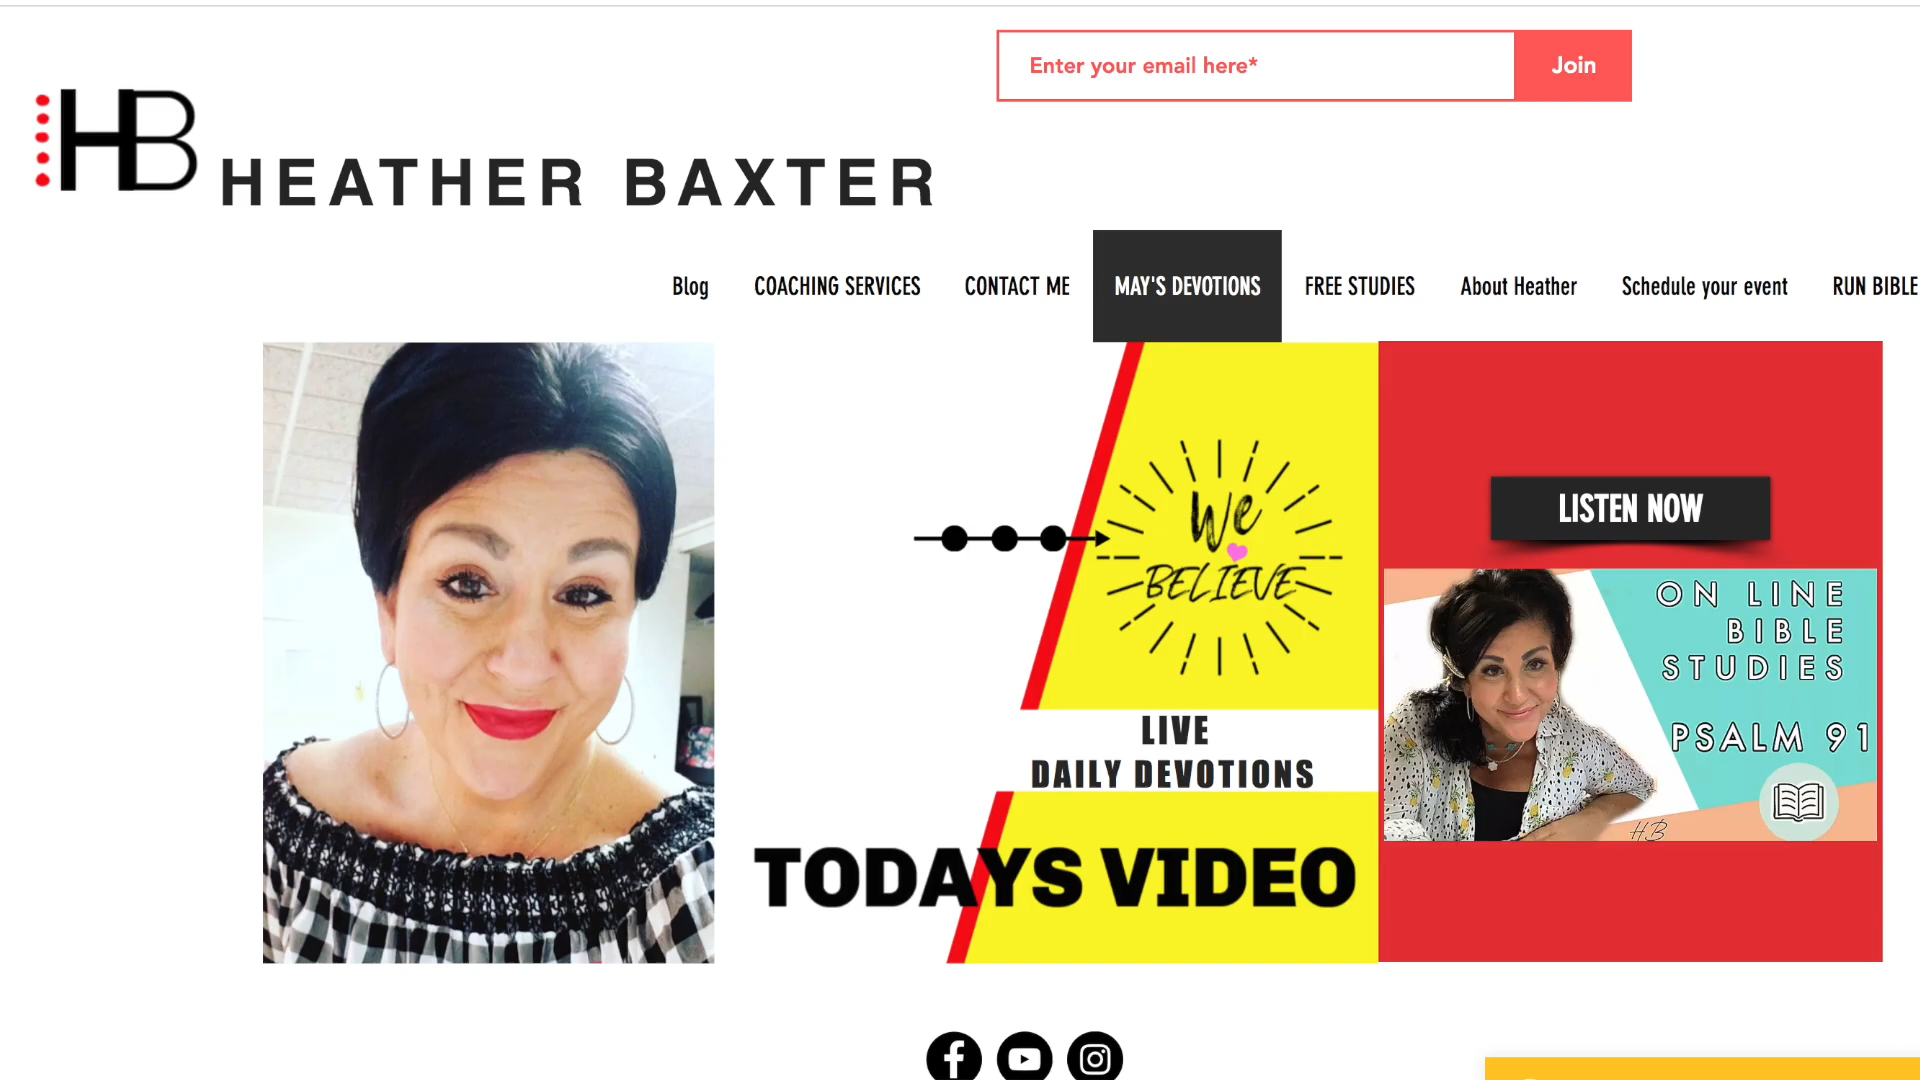 Enter your email here*
Join
HB
HEATHER BAXTER
Blog
COACHING SERVICES
CONTACT ME
MAY'S DEVOTIONS
FREE STUDIES
About Heather
Schedule your event
RUN BIBLE
We
BELIEVE
LIVE
DAILY DEVOTIONS
TODAYS VIDEO
LISTEN NOW
ON LINE
BIBLE
STUDIES
PSALM 91
H.B